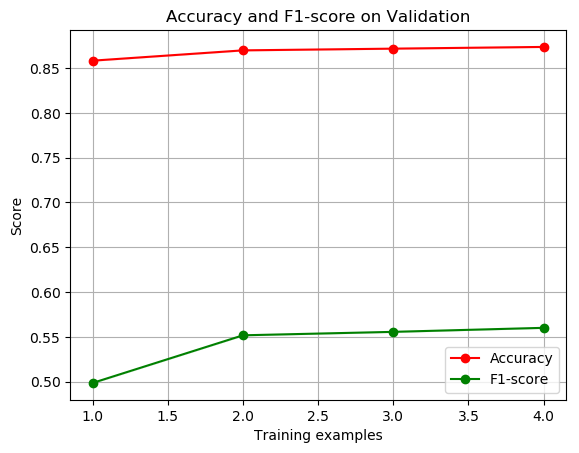 Accuracy and F1-score on Validation
Score
0.85
0.80
0.75
0.70
0.65
0.60
0.55
0.50
Accuracy
F1-score
1.0 1.5 2.0 2.5 3.0 3.5 4.0
Training examples